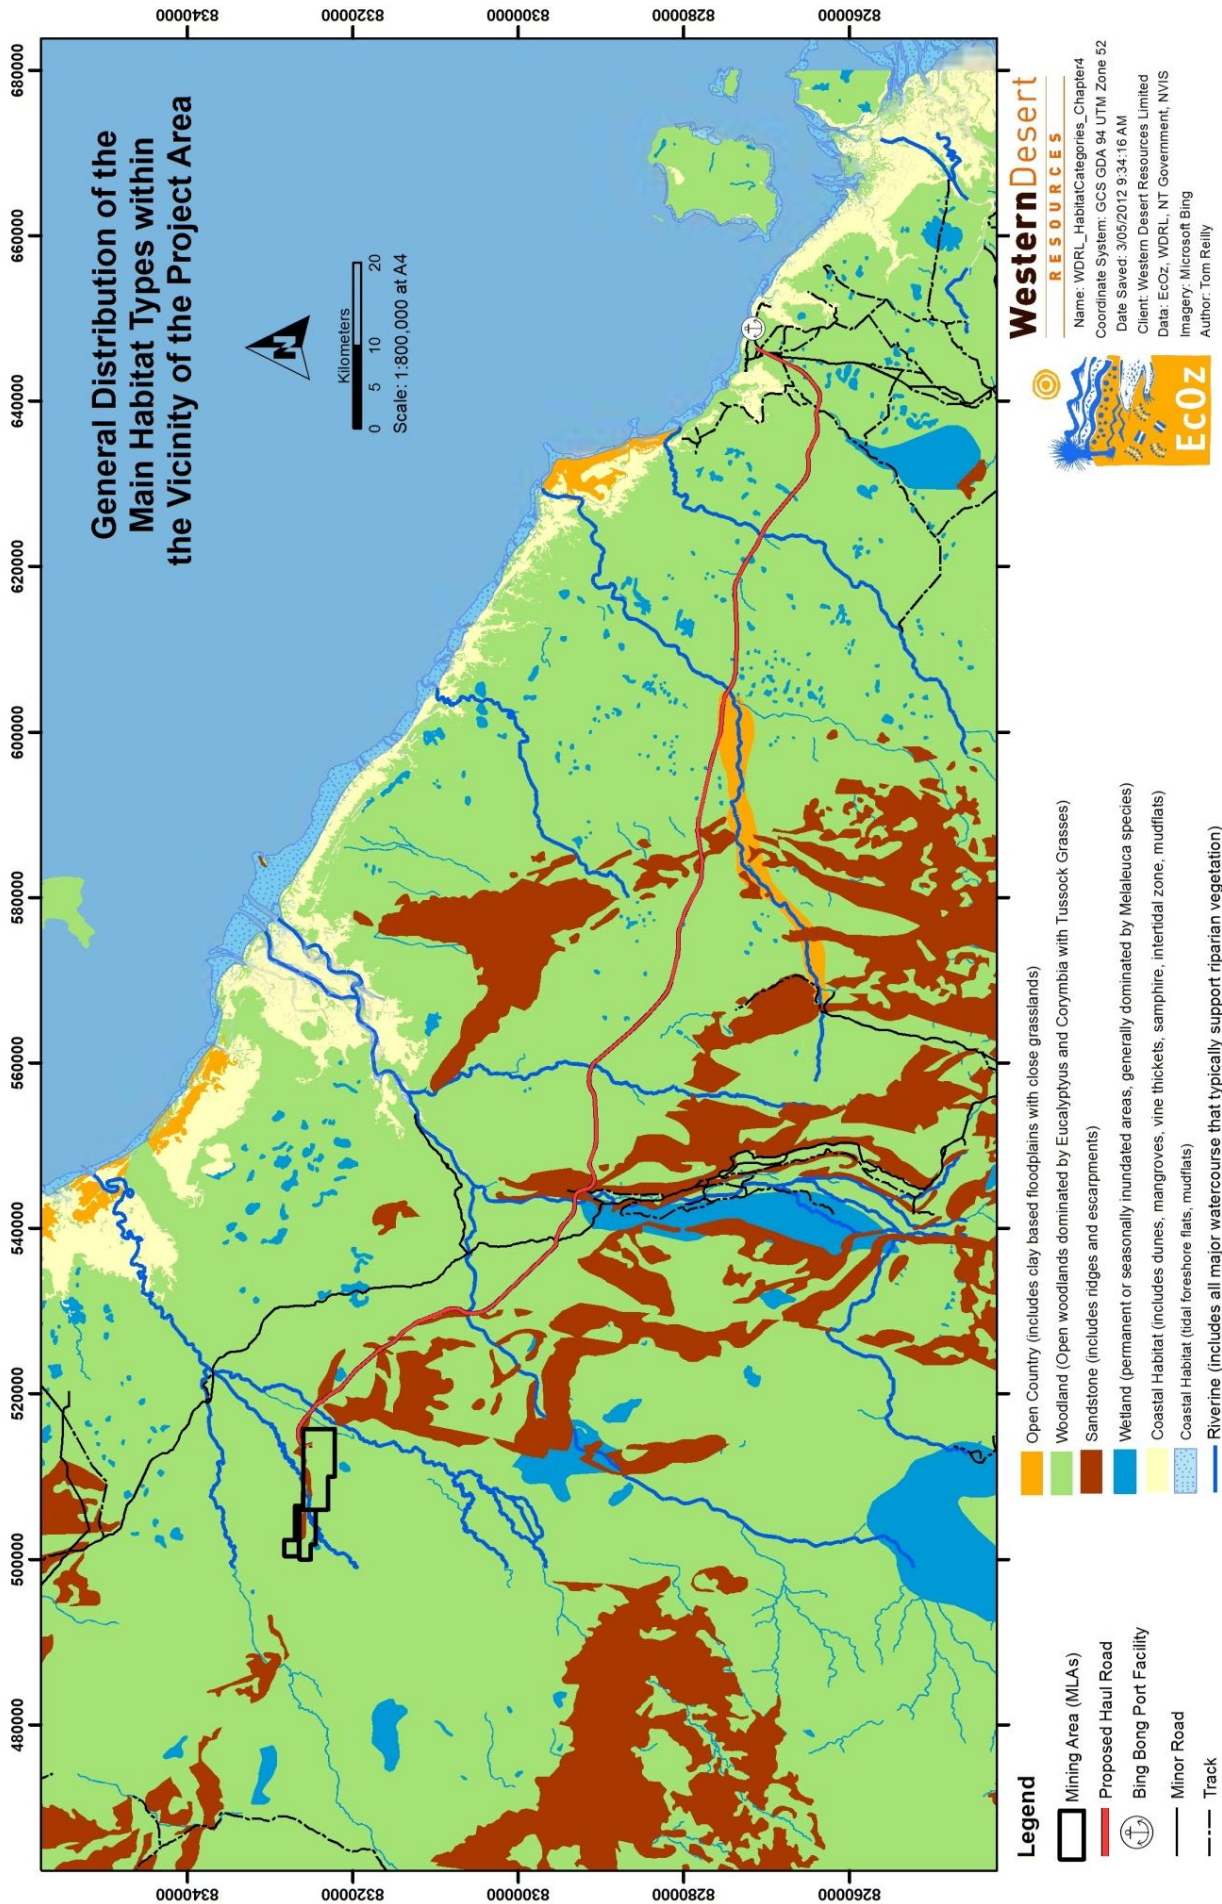 General Distribution of the
Main Habitat Types within
the Vicinity of the Project Area
N
Kilometers
0 5 10 20
Scale: 1:800,000 at A4
480000 500000 520000 540000 560000 580000 600000 620000 640000 660000 680000
8340000
8320000
8300000
8280000
8260000
8340000
8320000
8300000
8280000
8260000
Legend
Mining Area (MLAs)
Proposed Haul Road
Bing Bong Port Facility
Minor Road
Track
Open Country (includes clay based floodplains with close grasslands)
Woodland (Open woodlands dominated by Eucalyptus and Corymbia with Tussock Grasses)
Sandstone (includes ridges and escarpments)
Wetland (permanent or seasonally inundated areas, generally dominated by Melaleuca species)
Coastal Habitat (includes dunes, mangroves, vine thickets, samphire, intertidal zone, mudflats)
Coastal Habitat (tidal foreshore flats, mudflats)
Riverine (includes all major watercourse that typically support riparian vegetation)
EcOz
WesternDesert
RESOURCES
Name: WDRL_HabitatCategories_Chapter4
Coordinate System: GCS GDA 94 UTM Zone 52
Date Saved: 3/05/2012 9:34:16 AM
Client: Western Desert Resources Limited
Data: EcOz, WDRL, NT Government, NVIS
Imagery: Microsoft Bing
Author: Tom Reilly